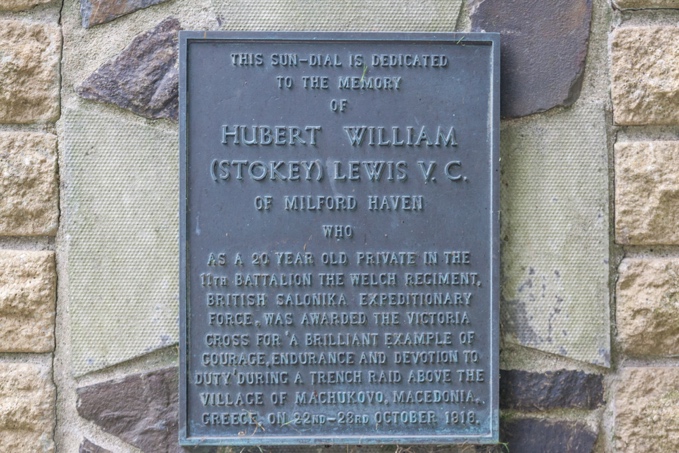 THIS SUN-DIAL IS DEDICATED
TO THE MEMORY
OF
HUBERT WILLIAM
(STOKEY) LEWIS V.C.
OF MILFORD HAVEN
WHO
AS A 20 YEAR OLD PRIVATE IN THE
11TH BATTALION THE WELCH REGIMENT,
BRITISH SALONIKA EXPEDITIONARY
FORCE, WAS AWARDED THE VICTORIA
CROSS FOR 'A BRILLIANT EXAMPLE OF
COURAGE, ENDURANCE AND DEVOTION TO
DUTY' DURING A TRENCH RAID ABOVE THE
VILLAGE OF MACHUKOVO, MACEDONIA,
GREECE, ON 22ND-23RD OCTOBER 1916.